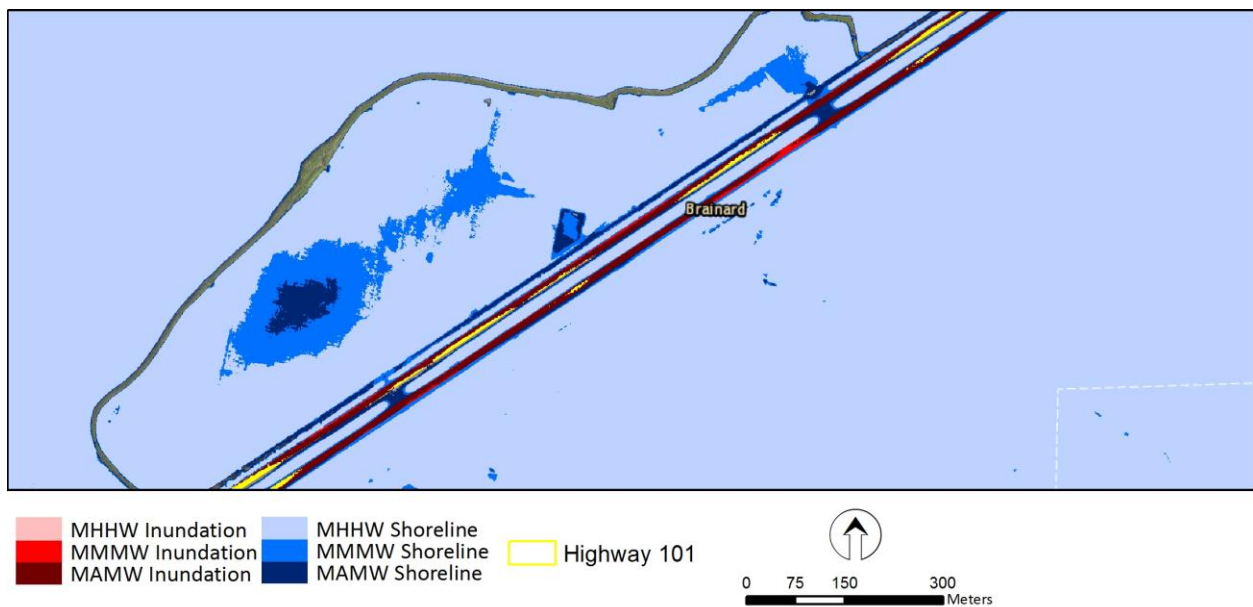 Brainard
MHHW Inundation
MMMW Inundation
MAMW Inundation
MHHW Shoreline
MMMW Shoreline
MAMW Shoreline
Highway 101
0 75 150 300
Meters